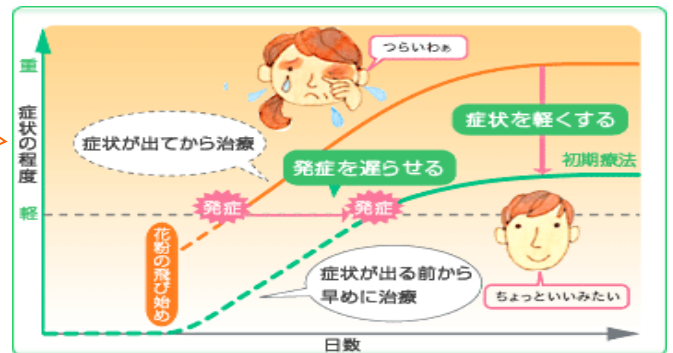 重
症状の程度
軽
つらいわぁ
症状が出てから治療
発症を遅らせる
症状を軽くする
初期療法
発症
発症
花粉の飛び始め
症状が出る前から
早めに治療
ちょっといいみたい
日数